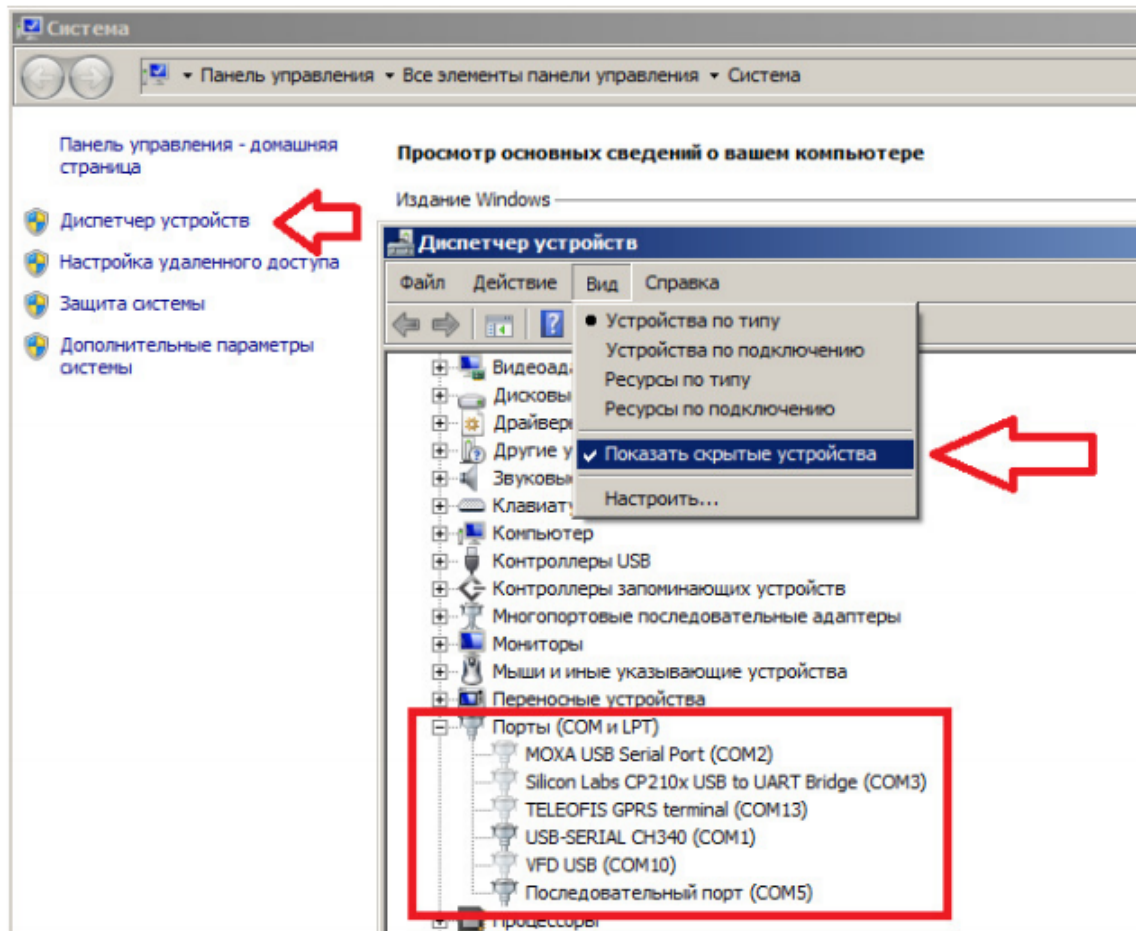 Система
Панель управления ▾ Все элементы панели управления ▾ Система
Панель управления - домашняя
страница
Диспетчер устройств
Настройка удаленного доступа
Защита системы
Дополнительные параметры
системы
Просмотр основных сведений о вашем компьютере
Издание Windows
Диспетчер устройств
Файл Действие Вид Справка
Устройства по типу
Устройства по подключению
Ресурсы по типу
Ресурсы по подключению
Показать скрытые устройства
Настроить...
Компьютер
Контроллеры USB
Контроллеры запоминающих устройств
Многопортовые последовательные адаптеры
Мониторы
Мыши и иные указывающие устройства
Переносные устройства
Порты (COM и LPT)
MOXA USB Serial Port (COM2)
Silicon Labs CP210x USB to UART Bridge (COM3)
TELEOFIS GPRS terminal (COM13)
USB-SERIAL CH340 (COM1)
VFD USB (COM10)
Последовательный порт (COM5)
Процессоры